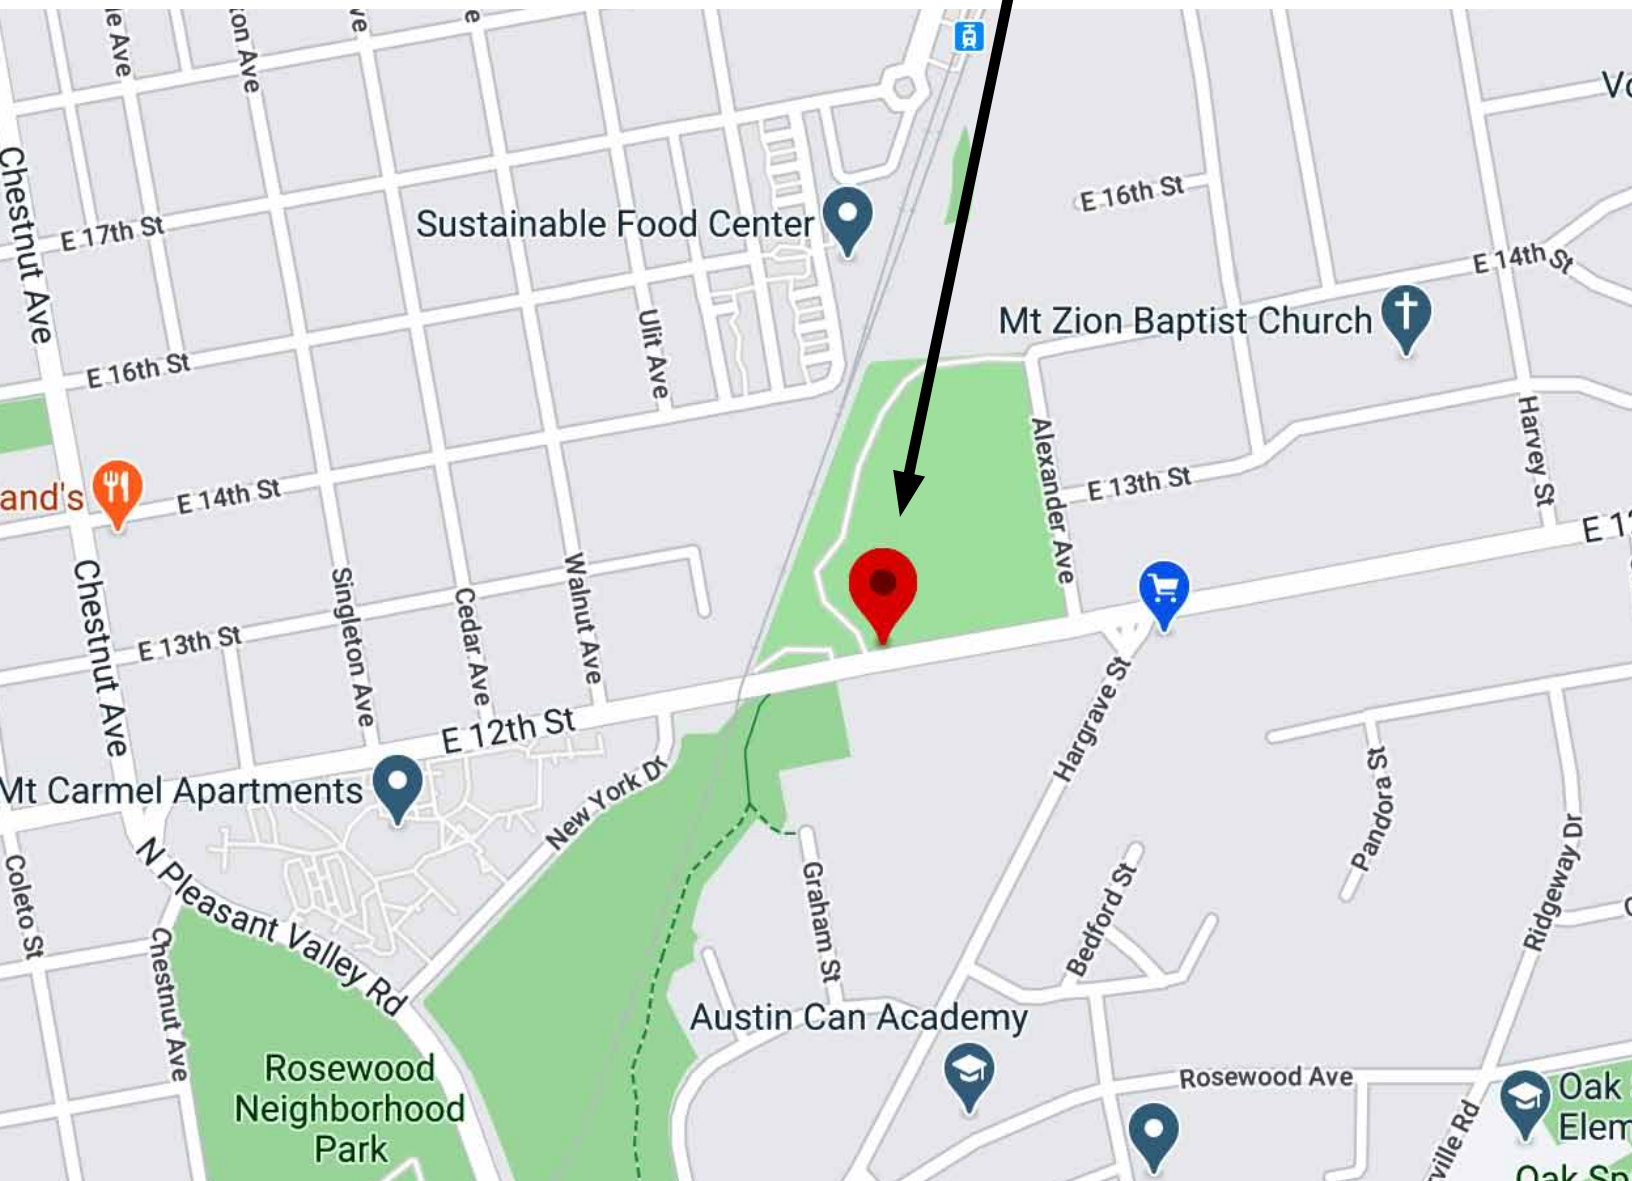 Chestnut Ave
E 17th St
Sustainable Food Center
E 16th St
E 14th St
Mt Zion Baptist Church
E 16th St
Ulit Ave
and's
E 14th St
Alexander Ave
E 13th St
Harvey St
Chestnut Ave
Singleton Ave
Cedar Ave
Walnut Ave
E 13th St
E 12th St
Hargrave St
Mt Carmel Apartments
New York Dr
Pandora St
N Pleasant Valley Rd
Coleto St
Chestnut Ave
Graham St
Bedford St
Ridgeway Dr
Austin Can Academy
Rosewood
Neighborhood
Park
Rosewood Ave
Oak